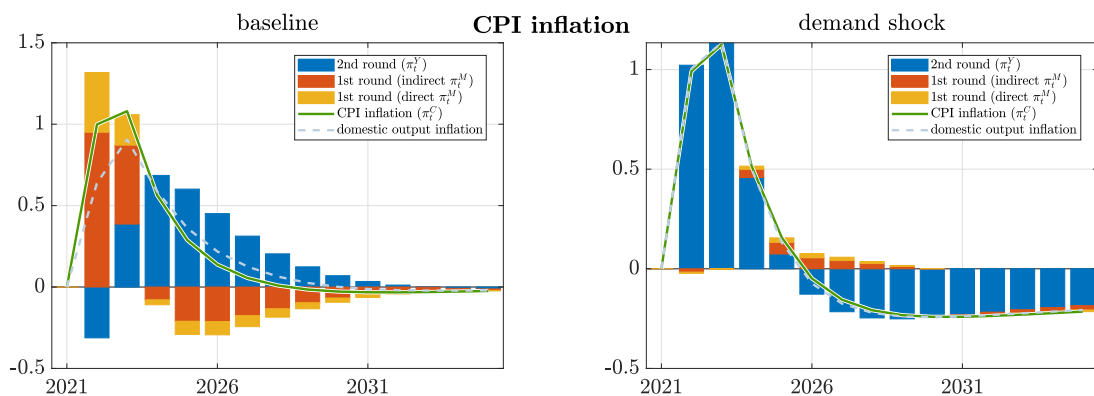 CPI inflation
baseline
1.5
1
0.5
0
-0.5
2021
2026
2031
2nd round (π_t^Y)
1st round (indirect π_t^M)
1st round (direct π_t^M)
CPI inflation (π_t^C)
domestic output inflation
demand shock
1
0.5
0
-0.5
2021
2026
2031
2nd round (π_t^Y)
1st round (indirect π_t^M)
1st round (direct π_t^M)
CPI inflation (π_t^C)
domestic output inflation